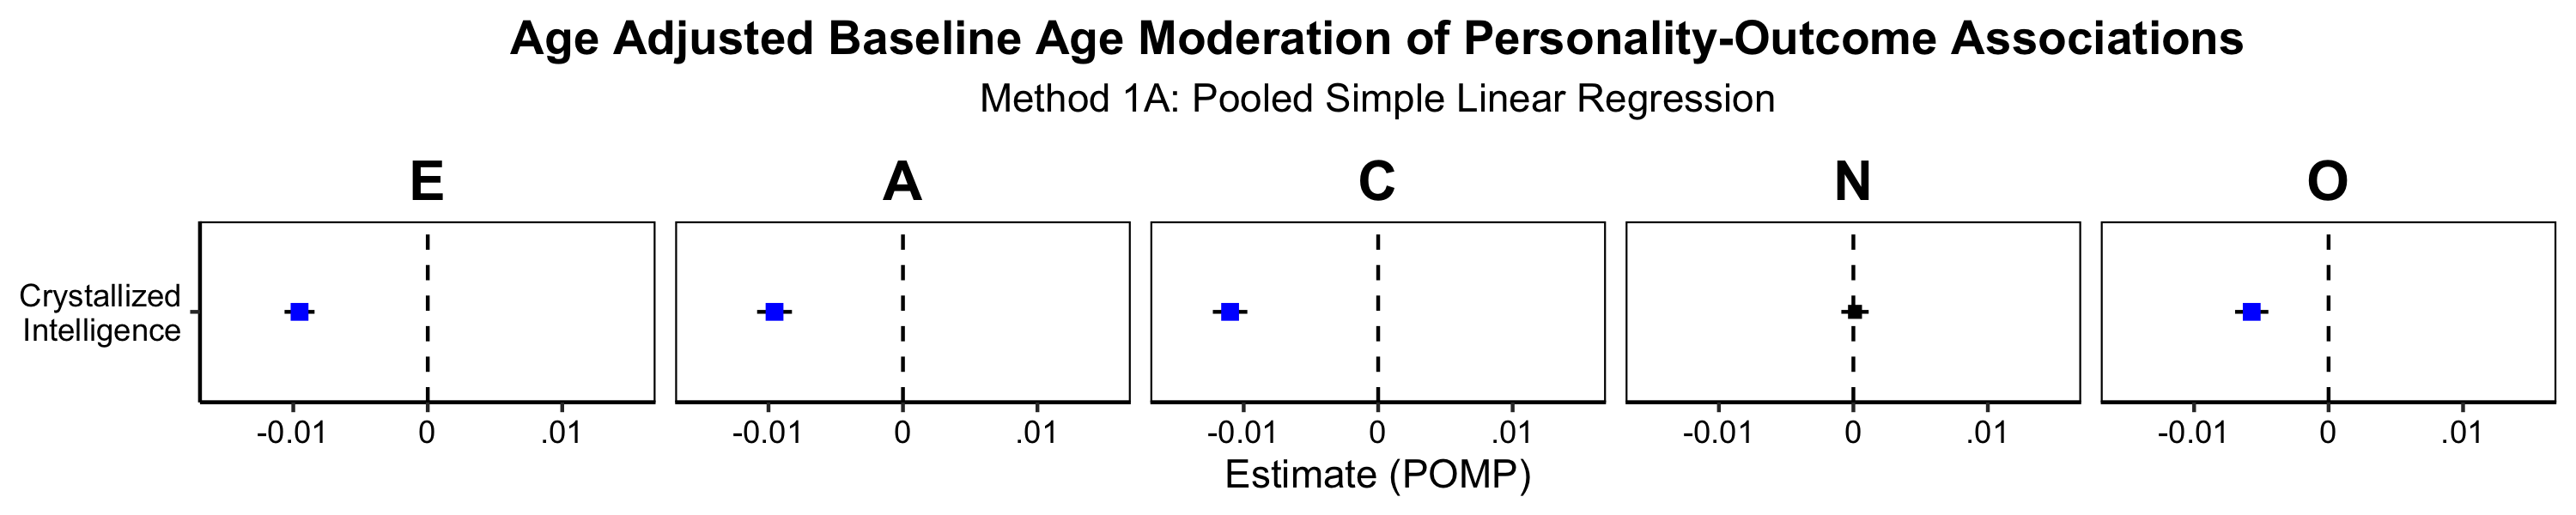 Age Adjusted Baseline Age Moderation of Personality-Outcome Associations
Method 1A: Pooled Simple Linear Regression
E A C N O
Crystallized
Intelligence
-0.01 0 .01 -0.01 0 .01 -0.01 0 .01 -0.01 0 .01 -0.01 0 .01
Estimate (POMP)